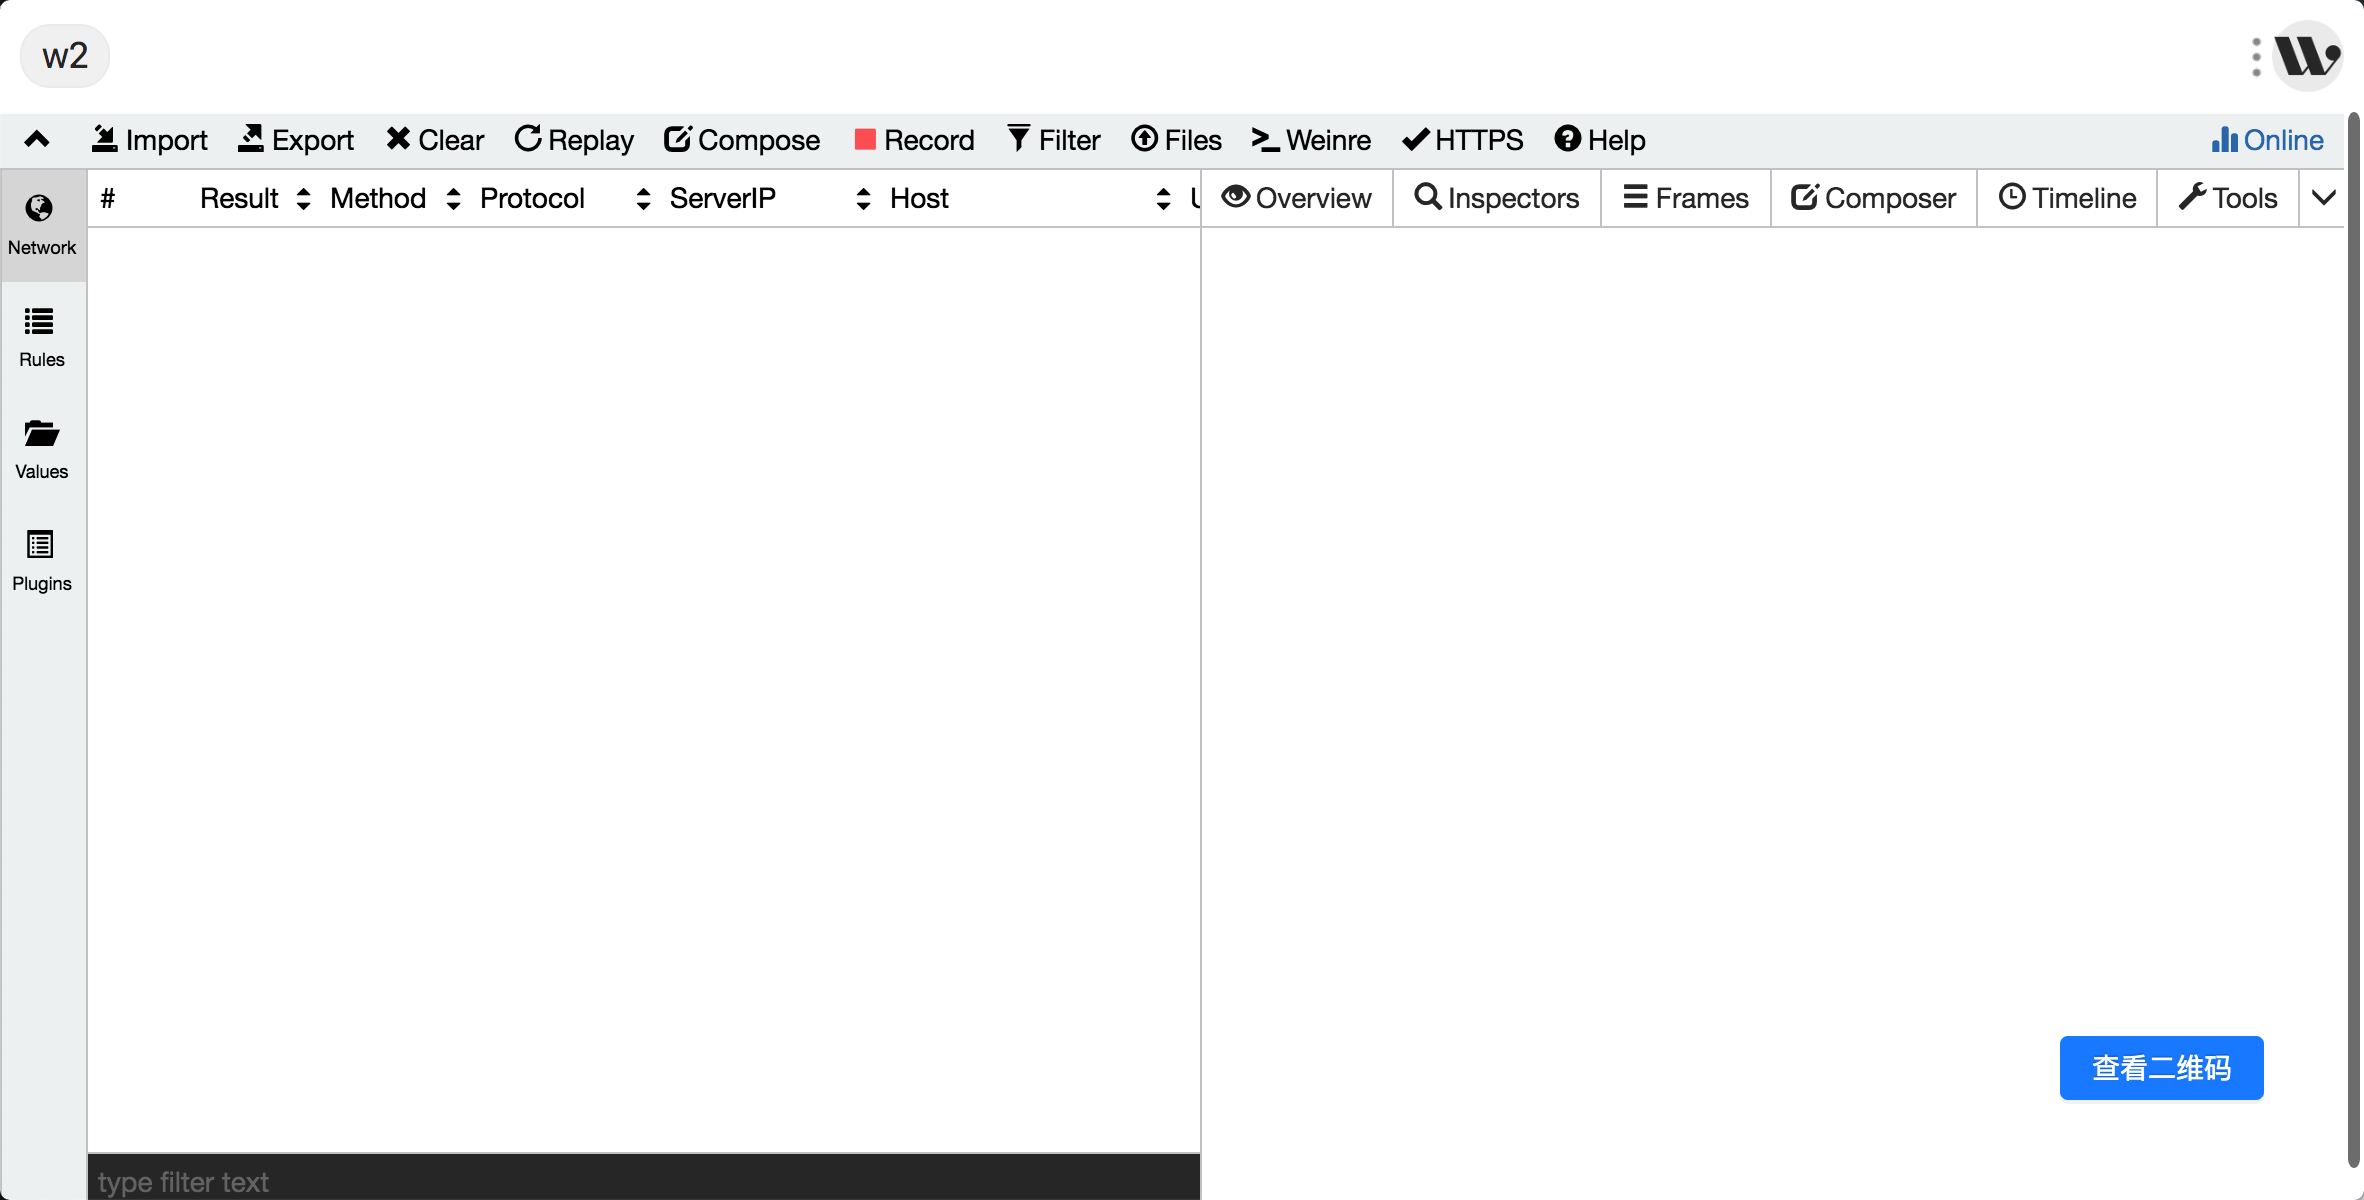 w2
Import Export Clear Replay Compose Record Filter Files Weinre HTTPS Help Online
# Result Method Protocol ServerIP Host Overview Inspectors Frames Composer Timeline Tools
Network
Rules
Values
Plugins
查看二维码
type filter text